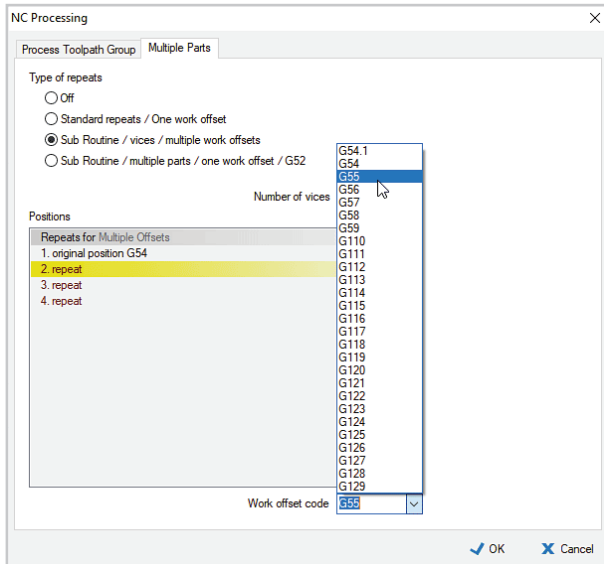 NC Processing
Process Toolpath Group
Multiple Parts
Type of repeats
Off
Standard repeats / One work offset
Sub Routine / vices / multiple work offsets
Sub Routine / multiple parts / one work offset / G52
Number of vices
Positions
Repeats for Multiple Offsets
1. original position G54
2. repeat
3. repeat
4. repeat
G54.1
G54
G55
G56
G57
G58
G59
G110
G111
G112
G113
G114
G115
G116
G117
G118
G119
G120
G121
G122
G123
G124
G125
G126
G127
G128
G129
Work offset code G55
OK
Cancel